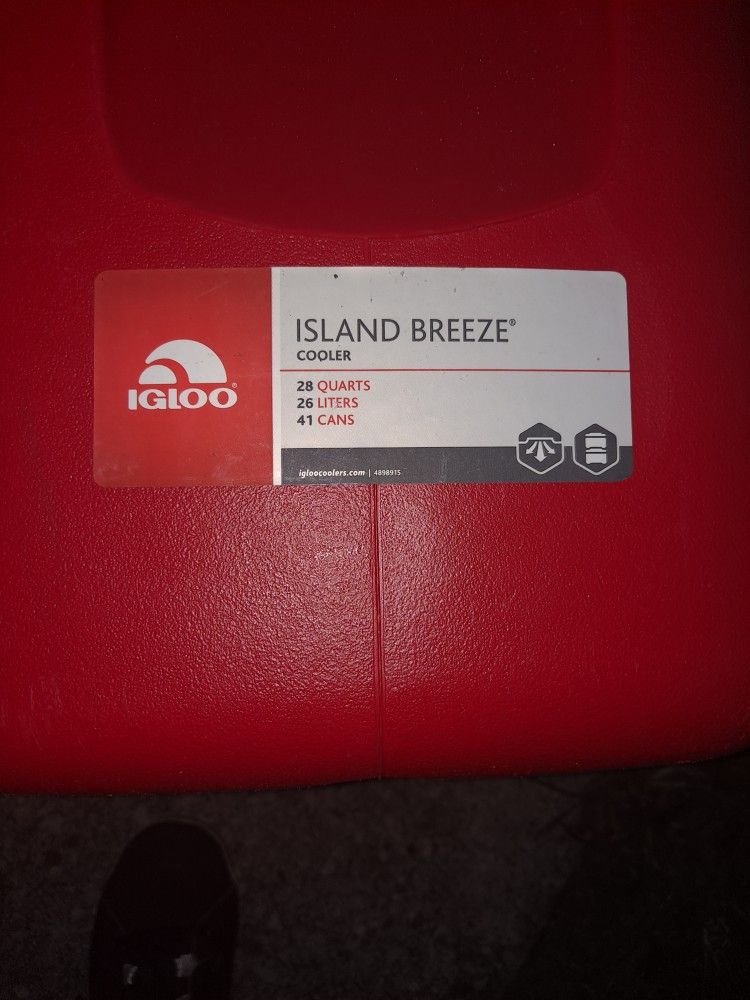 IGLOO®
ISLAND BREEZE®
COOLER
28 QUARTS
26 LITERS
41 CANS
igloocoolers.com | 4898915